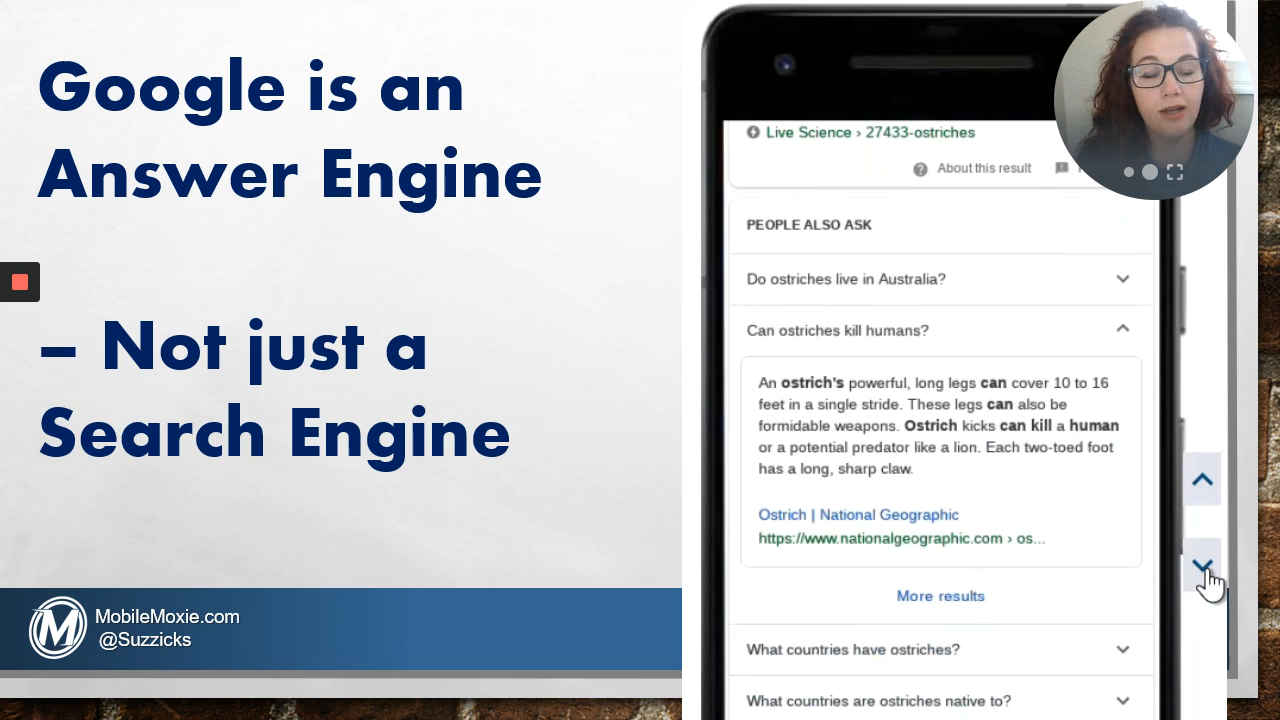 Google is an
Answer Engine
– Not just a
Search Engine
MobileMoxie.com
@Suzzicks
Live Science › 27433-ostriches
About this result
PEOPLE ALSO ASK
Do ostriches live in Australia?
Can ostriches kill humans?
An ostrich's powerful, long legs can cover 10 to 16
feet in a single stride. These legs can also be
formidable weapons. Ostrich kicks can kill a human
or a potential predator like a lion. Each two-toed foot
has a long, sharp claw.
Ostrich | National Geographic
https://www.nationalgeographic.com › os...
More results
What countries have ostriches?
What countries are ostriches native to?